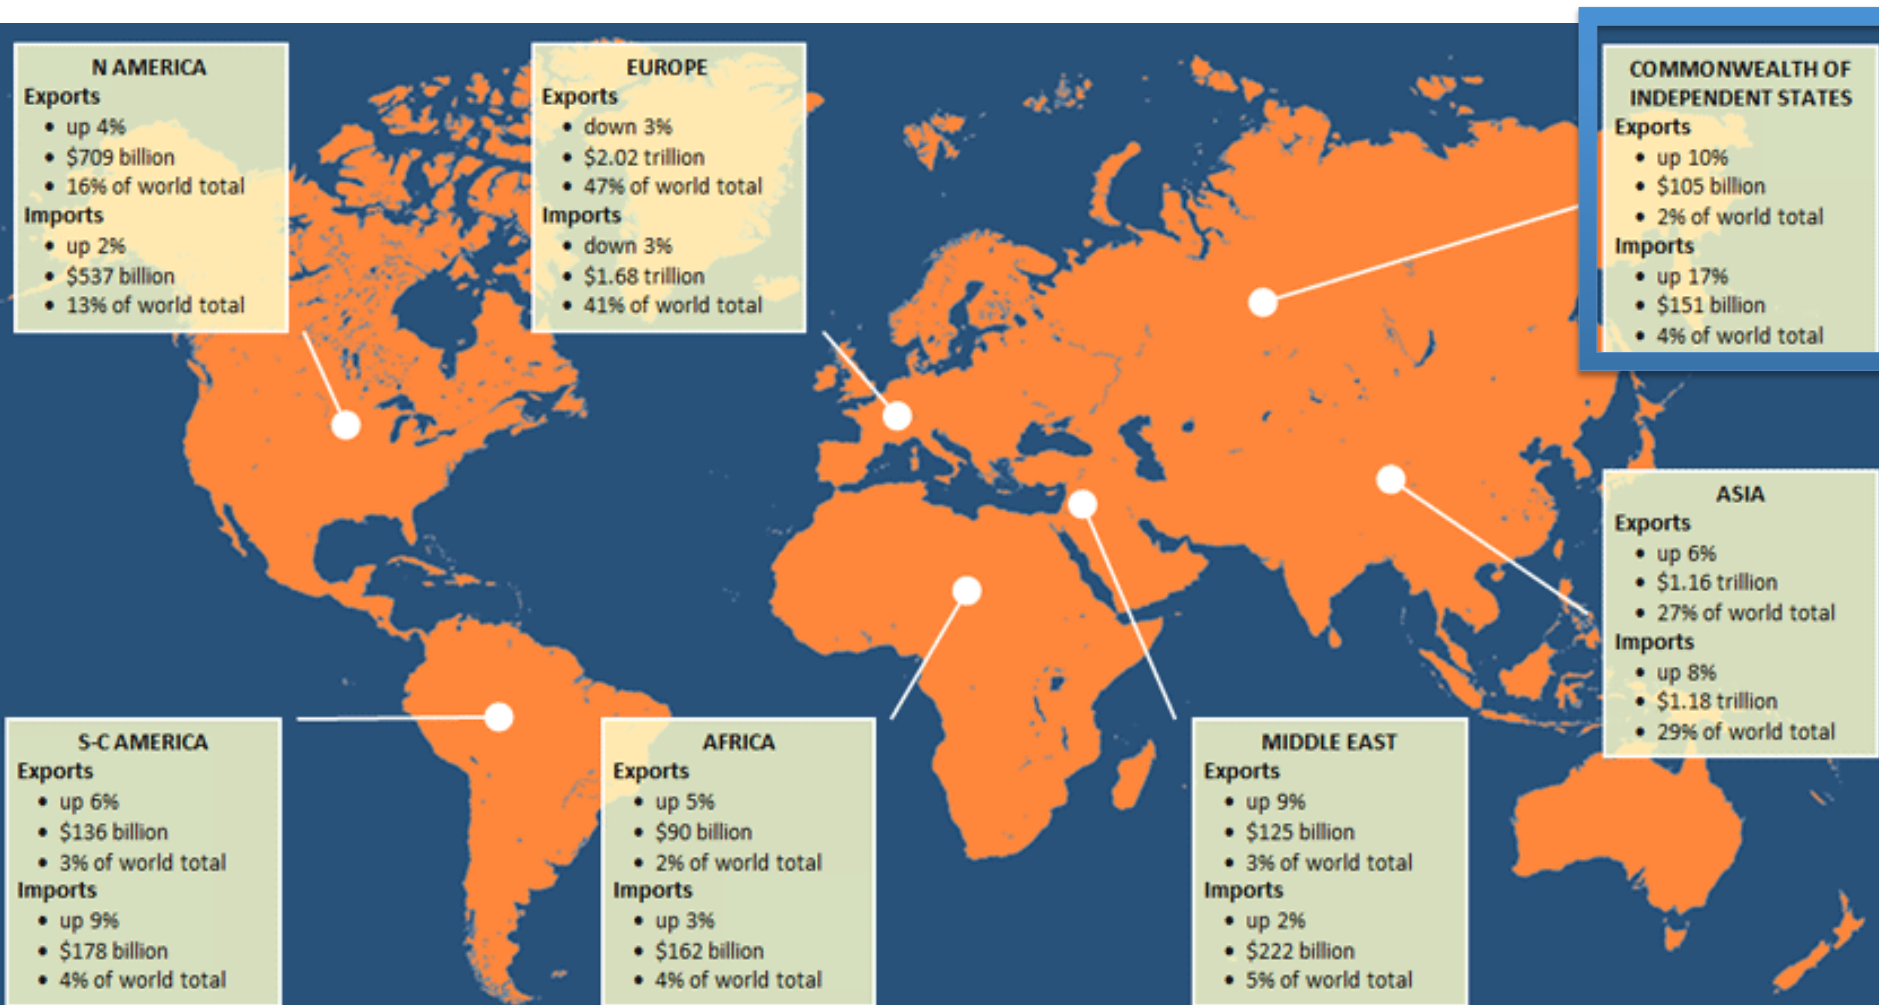 N AMERICA
Exports
• up 4%
• $709 billion
• 16% of world total
Imports
• up 2%
• $537 billion
• 13% of world total
EUROPE
Exports
• down 3%
• $2.02 trillion
• 47% of world total
Imports
• down 3%
• $1.68 trillion
• 41% of world total
COMMONWEALTH OF
INDEPENDENT STATES
Exports
• up 10%
• $105 billion
• 2% of world total
Imports
• up 17%
• $151 billion
• 4% of world total
ASIA
Exports
• up 6%
• $1.16 trillion
• 27% of world total
Imports
• up 8%
• $1.18 trillion
• 29% of world total
S-C AMERICA
Exports
• up 6%
• $136 billion
• 3% of world total
Imports
• up 9%
• $178 billion
• 4% of world total
AFRICA
Exports
• up 5%
• $90 billion
• 2% of world total
Imports
• up 3%
• $162 billion
• 4% of world total
MIDDLE EAST
Exports
• up 9%
• $125 billion
• 3% of world total
Imports
• up 2%
• $222 billion
• 5% of world total